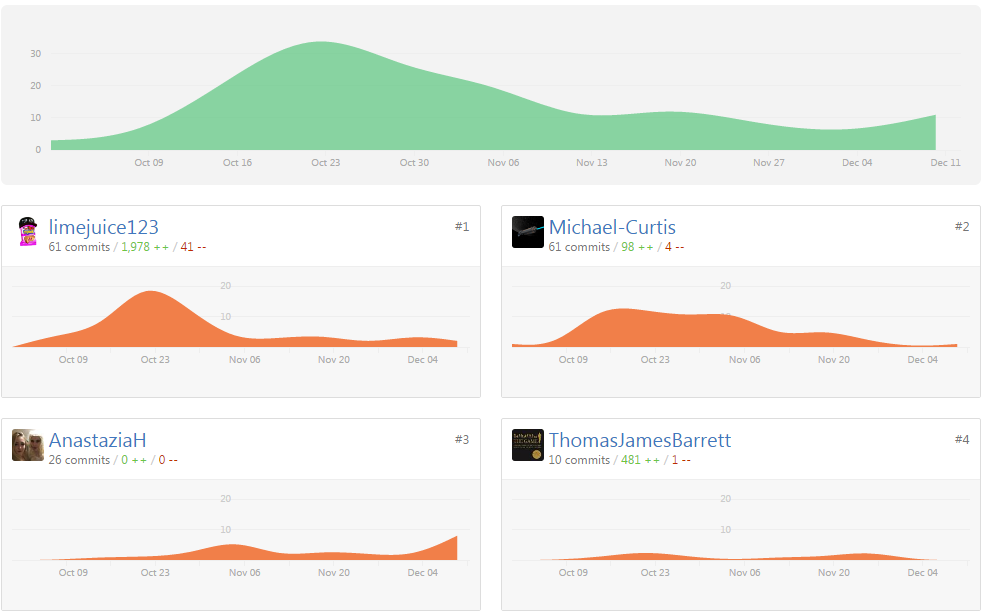 30
20
10
0
Oct 09 Oct 16 Oct 23 Oct 30 Nov 06 Nov 13 Nov 20 Nov 27 Dec 04 Dec 11
limejuice123 #1
61 commits / 1,978 ++ / 41 --
20
10
Oct 09 Oct 23 Nov 06 Nov 20 Dec 04
Michael-Curtis #2
61 commits / 98 ++ / 4 --
20
10
Oct 09 Oct 23 Nov 06 Nov 20 Dec 04
AnastaziaH #3
26 commits / 0 ++ / 0 --
20
10
Oct 09 Oct 23 Nov 06 Nov 20 Dec 04
ThomasJamesBarrett #4
10 commits / 481 ++ / 1 --
20
10
Oct 09 Oct 23 Nov 06 Nov 20 Dec 04